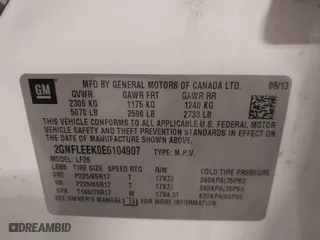 GM
MFD BY GENERAL MOTORS OF CANADA LTD.
08/13
GVWR GAWR FRT GAWR RR
2300 KG 1175 KG 1240 KG
5070 LB 2590 LB 2733 LB
THIS VEHICLE CONFORMS TO ALL APPLICABLE U.S. FEDERAL
VEHICLE SAFETY, BUMPER, AND THEFT PREVENTION
STANDARDS IN EFFECT ON THE DATE OF MANUFACTURE SHOWN ABOVE.
2GNFLEEK0E6104907 TYPE: M.P.V.
MODEL: LF26
TIRE SIZE SPEED RTG RIM COLD TIRE PRESSURE
FRT P225/65R17 T 17X7J 240KPA(35PSI)
RR P225/65R17 T 17X7J 240KPA(35PSI)
SPA T145/70R17 M 17X4.0T 420KPA(60PSI)
SEE OWNER'S MANUAL FOR ADDITIONAL INFORMATION.
© AutoBidMaster